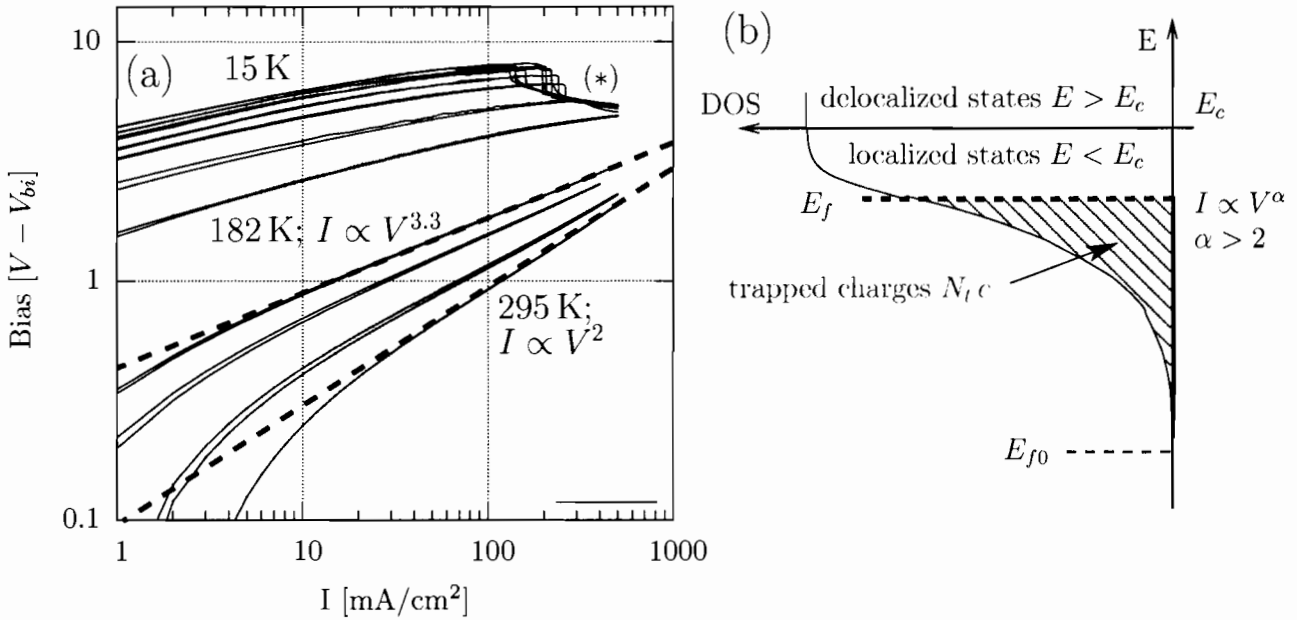 (a)
15 K
(*)
182 K; I ∝ V^3.3
295 K;
I ∝ V^2
10
1
0.1
Bias [V − V_bi]
1
10
100
1000
I [mA/cm²]
(b)
E
DOS
delocalized states E > E_c
E_c
localized states E < E_c
E_f
I ∝ V^α
α > 2
trapped charges N_t c
E_f0